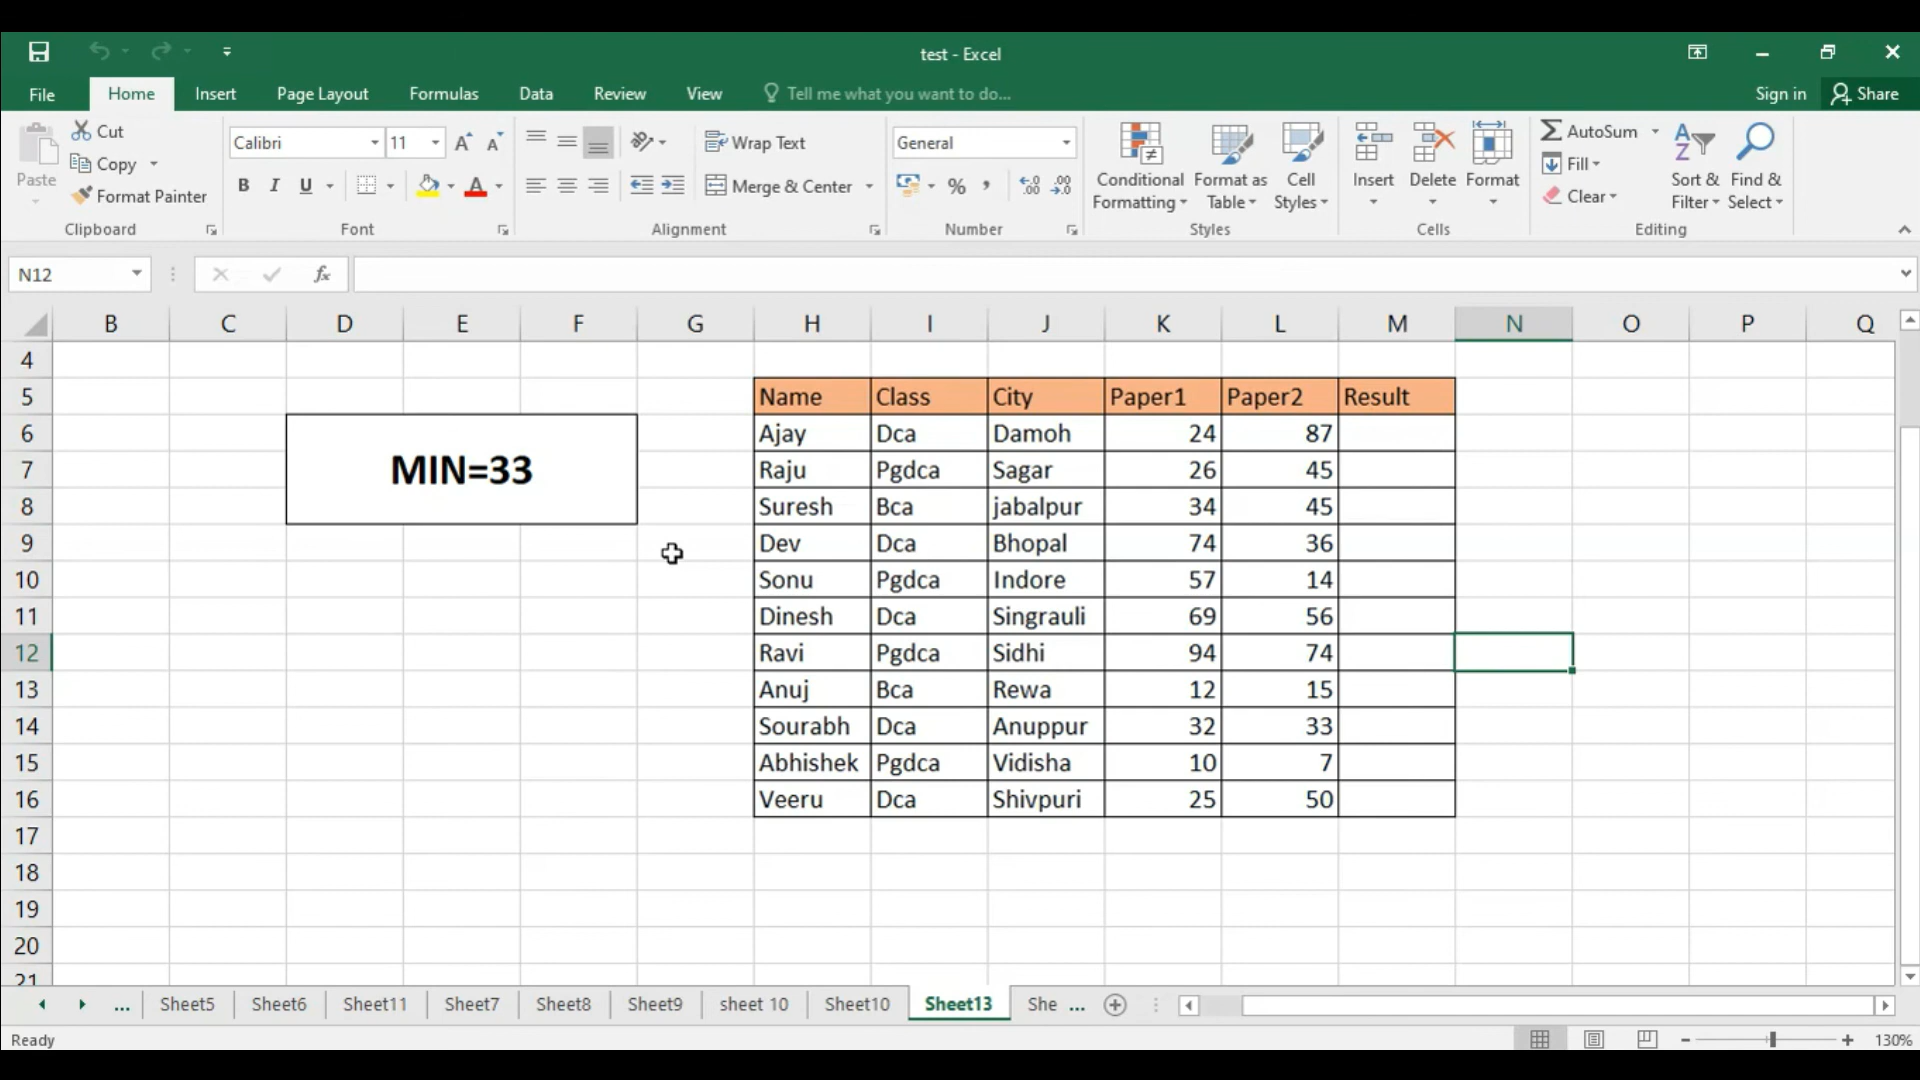 test - Excel
File Home Insert Page Layout Formulas Data Review View Tell me what you want to do... Sign in Share
Paste Cut Copy Format Painter Clipboard
Calibri 11 B I U A Font
Wrap Text Merge & Center Alignment
General % , .00 Number
Conditional Formatting Format as Table Cell Styles Styles
Insert Delete Format Cells
AutoSum Fill Clear Sort & Filter Find & Select Editing
N12 fx
B C D E F G H I J K L M N O P Q
4
5 Name Class City Paper1 Paper2 Result
6 Ajay Dca Damoh 24 87
7 MIN=33 Raju Pgdca Sagar 26 45
8 Suresh Bca jabalpur 34 45
9 Dev Dca Bhopal 74 36
10 Sonu Pgdca Indore 57 14
11 Dinesh Dca Singrauli 69 56
12 Ravi Pgdca Sidhi 94 74
13 Anuj Bca Rewa 12 15
14 Sourabh Dca Anuppur 32 33
15 Abhishek Pgdca Vidisha 10 7
16 Veeru Dca Shivpuri 25 50
17
18
19
20
21
... Sheet5 Sheet6 Sheet11 Sheet7 Sheet8 Sheet9 sheet 10 Sheet10 Sheet13 She ...
Ready 130%